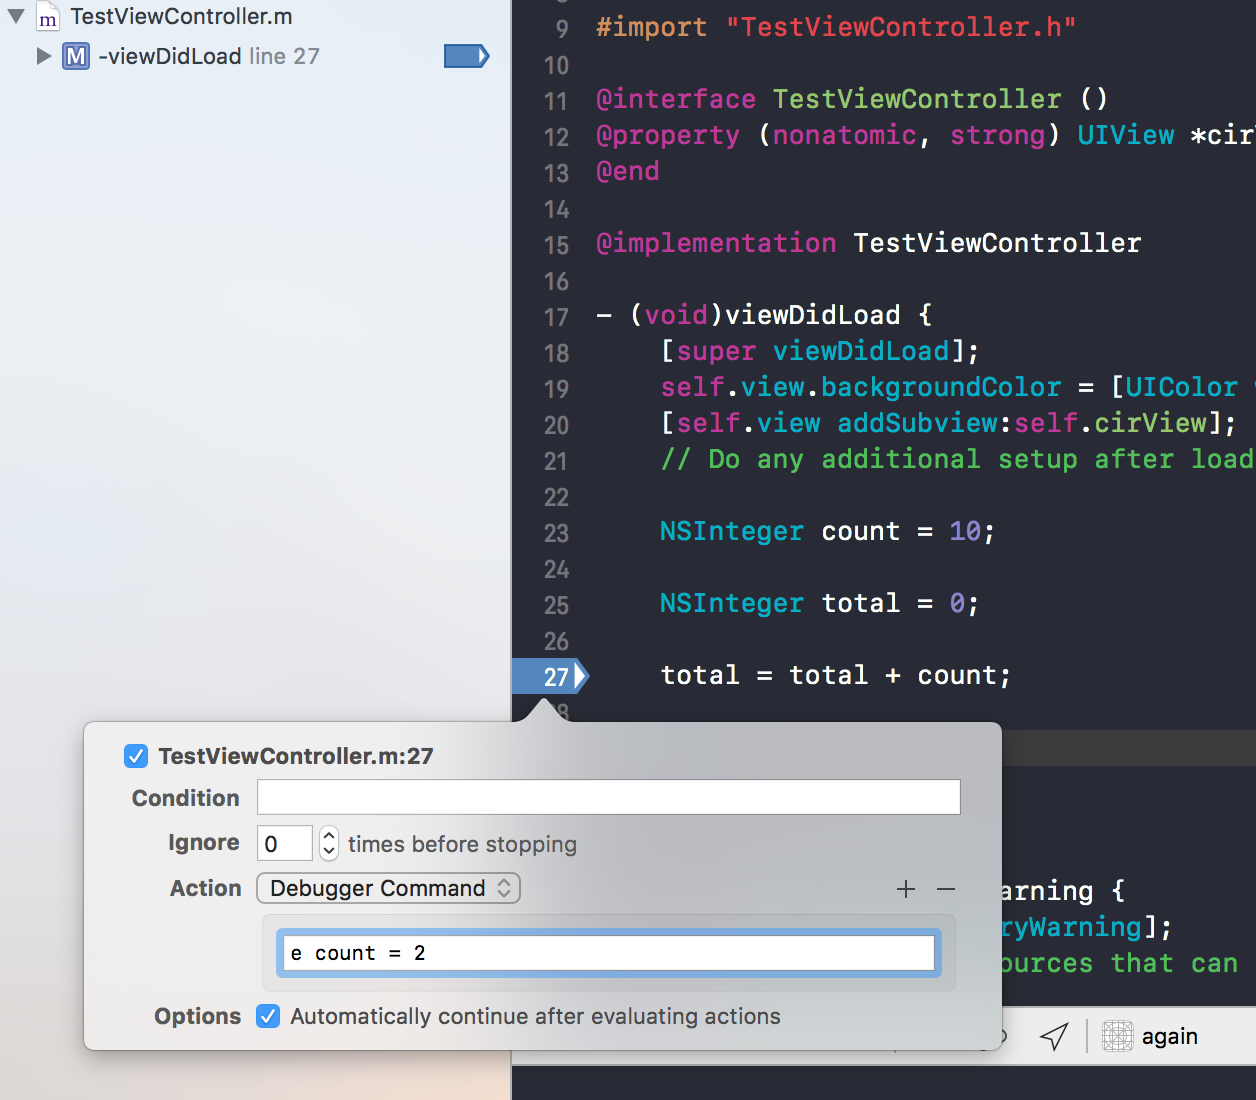 TestViewController.m
-viewDidLoad line 27
9 #import "TestViewController.h"
10
11 @interface TestViewController ()
12 @property (nonatomic, strong) UIView *cir
13 @end
14
15 @implementation TestViewController
16
17 - (void)viewDidLoad {
18 [super viewDidLoad];
19 self.view.backgroundColor = [UIColor
20 [self.view addSubview:self.cirView];
21 // Do any additional setup after load
22
23 NSInteger count = 10;
24
25 NSInteger total = 0;
26
27 total = total + count;
TestViewController.m:27
Condition
Ignore 0 times before stopping
Action Debugger Command
e count = 2
Options Automatically continue after evaluating actions
arning {
ryWarning];
ources that can
again